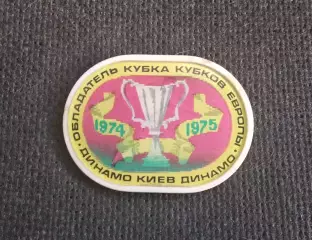 ОБЛАДАТЕЛЬ КУБКА КУБКОВ ЕВРОПЫ
1974 1975
ДИНАМО КИЕВ ДИНАМО